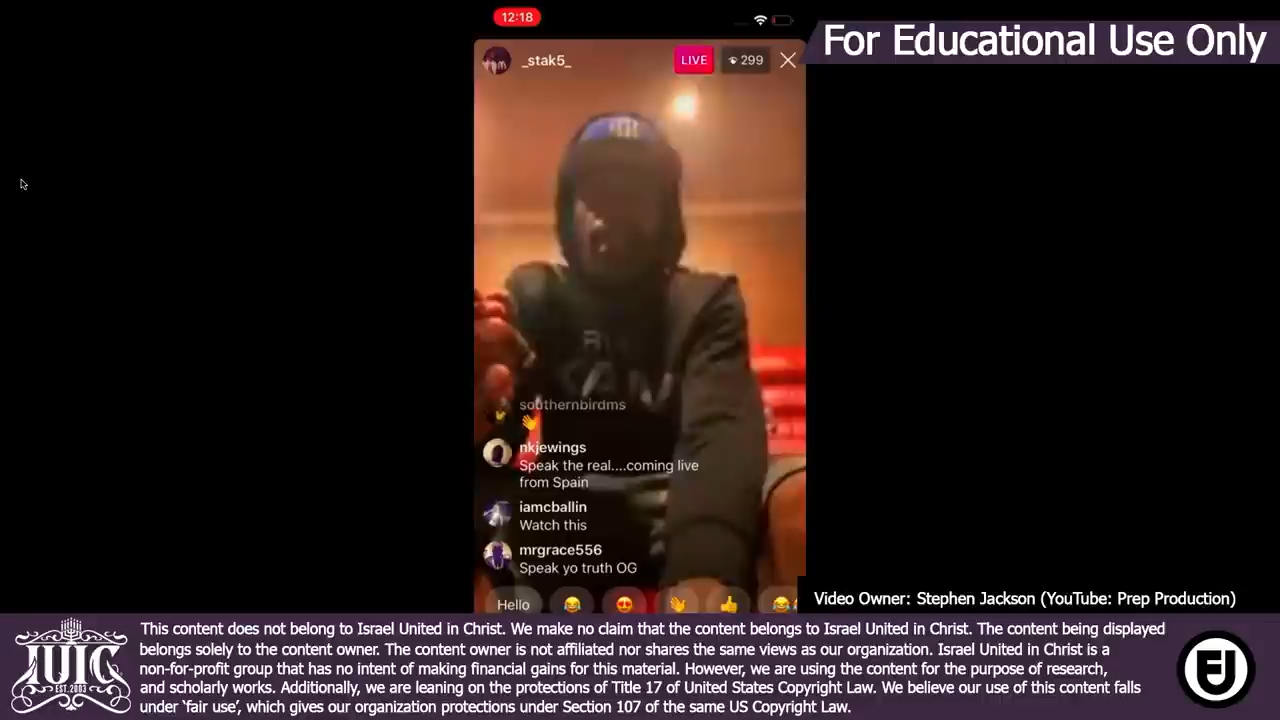 12:18
For Educational Use Only
_stak5_
LIVE
299
southernbirdms
nkjewings
Speak the real....coming live
from Spain
iamcballin
Watch this
mrgrace556
Speak yo truth OG
Hello
Video Owner: Stephen Jackson (YouTube: Prep Production)
IUIC
EST.2003
This content does not belong to Israel United in Christ. We make no claim that the content belongs to Israel United in Christ. The content being displayed
belongs solely to the content owner. The content owner is not affiliated nor shares the same views as our organization. Israel United in Christ is a
non-for-profit group that has no intent of making financial gains for this material. However, we are using the content for the purpose of research,
and scholarly works. Additionally, we are leaning on the protections of Title 17 of United States Copyright Law. We believe our use of this content falls
under ‘fair use’, which gives our organization protections under Section 107 of the same US Copyright Law.